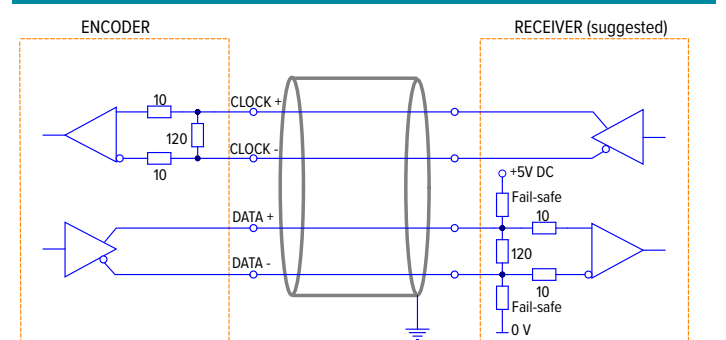 ENCODER
RECEIVER (suggested)
10
CLOCK +
120
CLOCK -
10
+5V DC
Fail-safe
DATA +
10
120
DATA -
10
Fail-safe
0 V